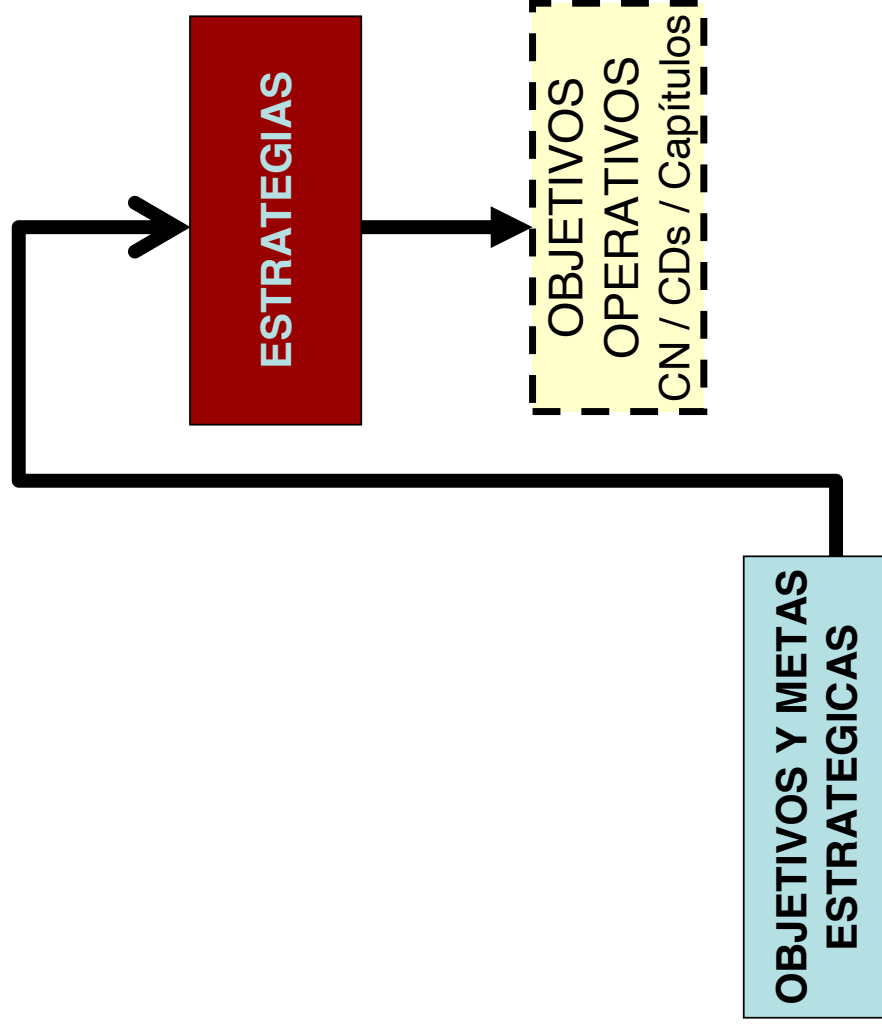 OBJETIVOS Y METAS
ESTRATEGICAS
ESTRATEGIAS
OBJETIVOS
OPERATIVOS
CN / CDs / Capítulos